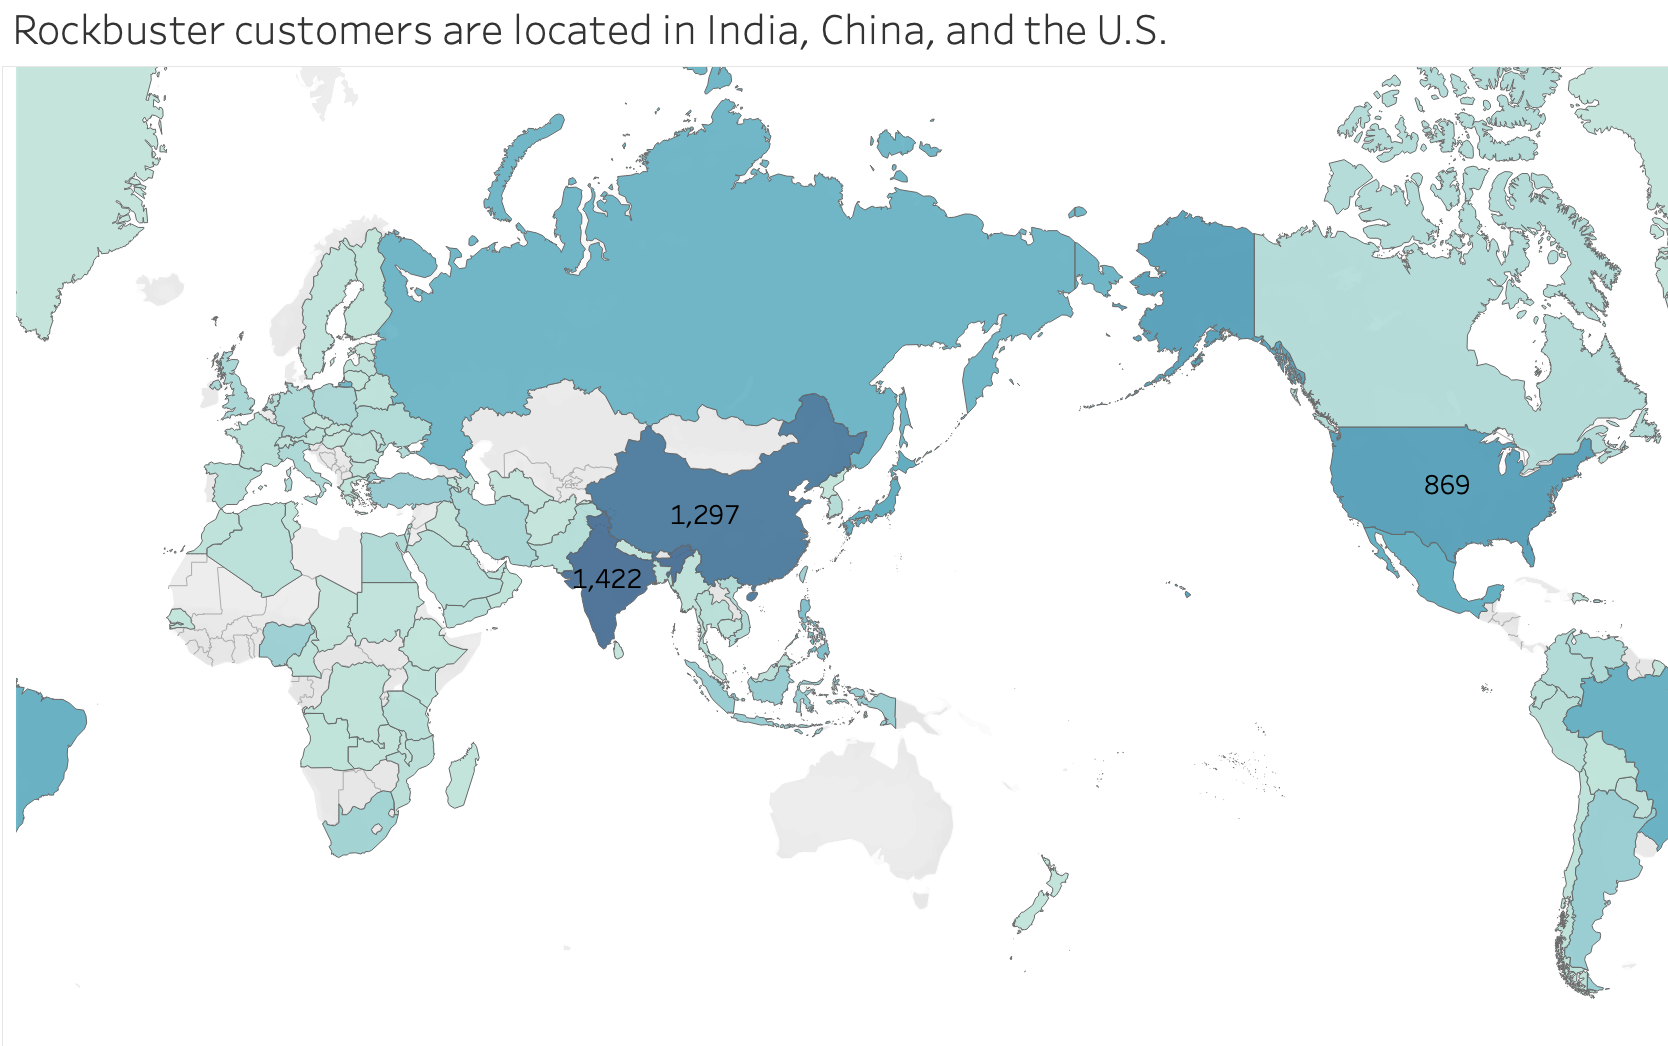 Rockbuster customers are located in India, China, and the U.S.
869
1,297
1,422